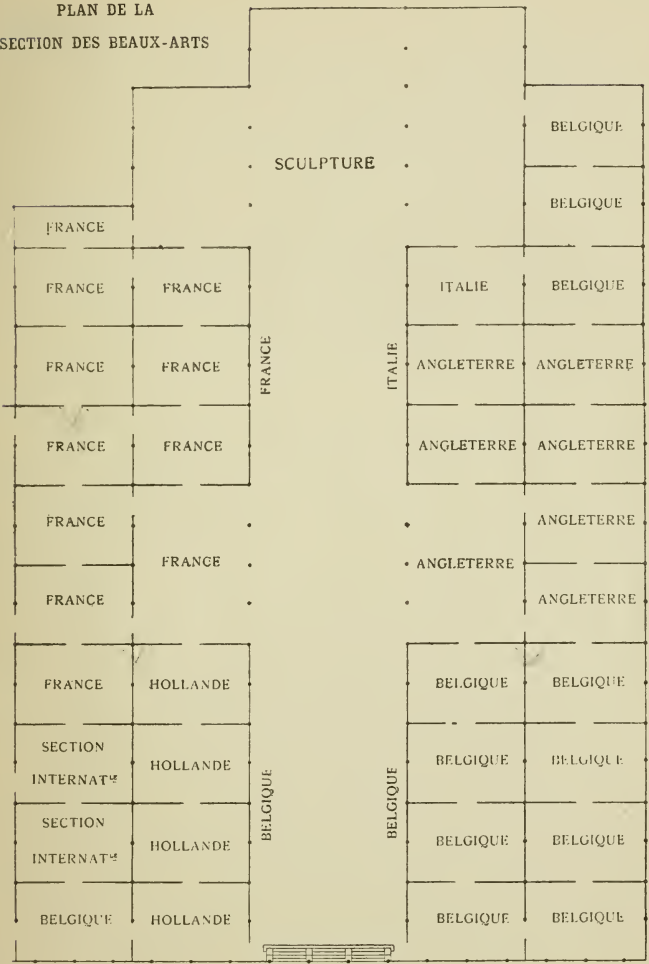 PLAN DE LA
SECTION DES BEAUX-ARTS
BELGIQUE
SCULPTURE
BELGIQUE
FRANCE
FRANCE FRANCE ITALIE BELGIQUE
FRANCE ITALIE
FRANCE FRANCE ANGLETERRE ANGLETERRE
FRANCE FRANCE ANGLETERRE ANGLETERRE
FRANCE ANGLETERRE
FRANCE ANGLETERRE
FRANCE ANGLETERRE
FRANCE HOLLANDE BELGIQUE BELGIQUE
SECTION
INTERNATLE HOLLANDE BELGIQUE BELGIQUE
BELGIQUE BELGIQUE
SECTION
INTERNATLE HOLLANDE BELGIQUE BELGIQUE
BELGIQUE HOLLANDE BELGIQUE BELGIQUE